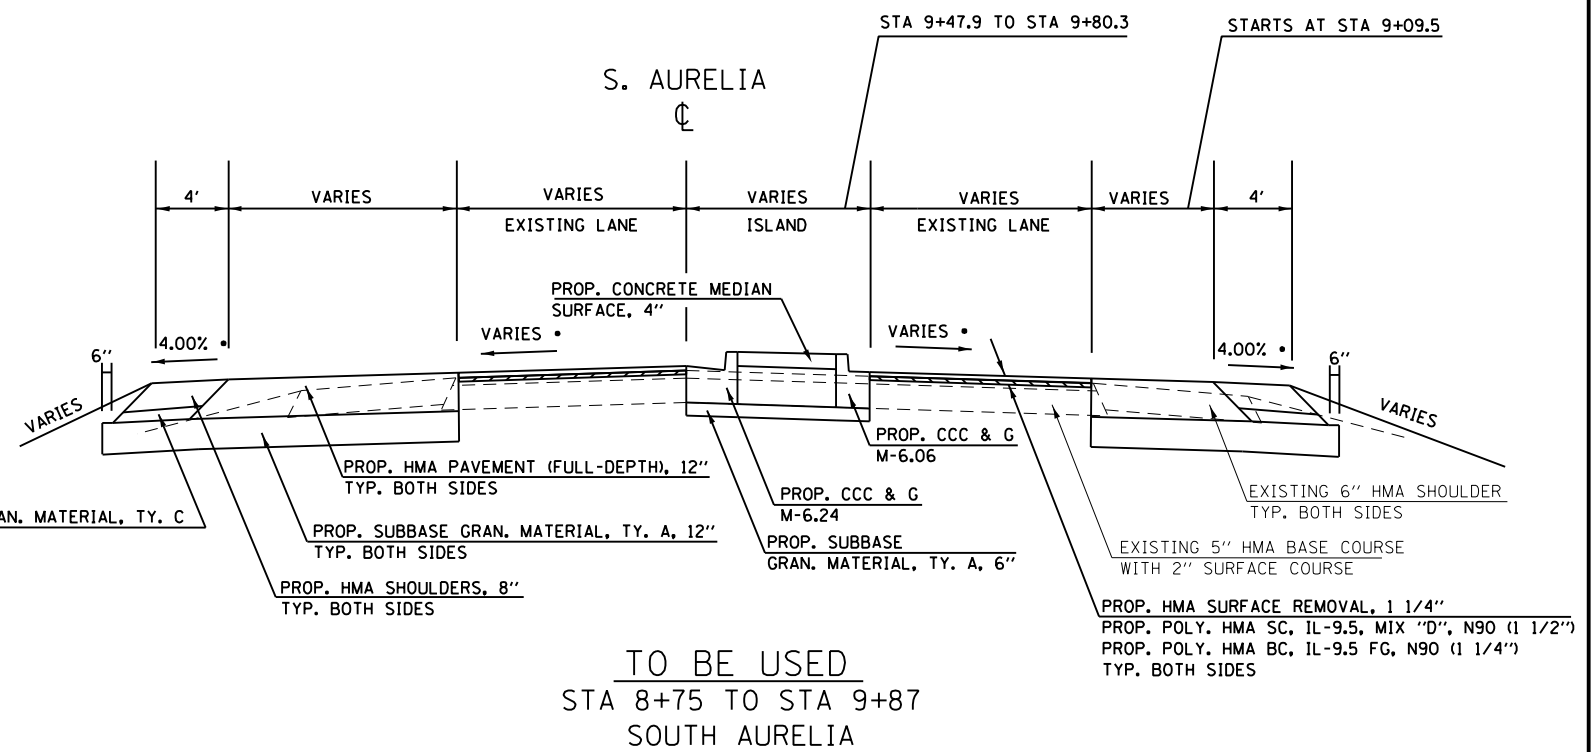 STA 9+47.9 TO STA 9+80.3
STARTS AT STA 9+09.5
S. AURELIA
℄
4'
VARIES
VARIES
VARIES
VARIES
VARIES
4'
EXISTING LANE
ISLAND
EXISTING LANE
PROP. CONCRETE MEDIAN
SURFACE, 4"
VARIES •
VARIES •
4.00% •
4.00% •
6"
6"
VARIES
VARIES
PROP. CCC & G
M-6.06
PROP. HMA PAVEMENT (FULL-DEPTH), 12"
TYP. BOTH SIDES
PROP. CCC & G
M-6.24
EXISTING 6" HMA SHOULDER
TYP. BOTH SIDES
AN. MATERIAL, TY. C
PROP. SUBBASE GRAN. MATERIAL, TY. A, 12"
TYP. BOTH SIDES
PROP. SUBBASE
GRAN. MATERIAL, TY. A, 6"
EXISTING 5" HMA BASE COURSE
WITH 2" SURFACE COURSE
PROP. HMA SHOULDERS, 8"
TYP. BOTH SIDES
PROP. HMA SURFACE REMOVAL, 1 1/4"
PROP. POLY. HMA SC, IL-9.5, MIX "D", N90 (1 1/2")
PROP. POLY. HMA BC, IL-9.5 FG, N90 (1 1/4")
TYP. BOTH SIDES
TO BE USED
STA 8+75 TO STA 9+87
SOUTH AURELIA